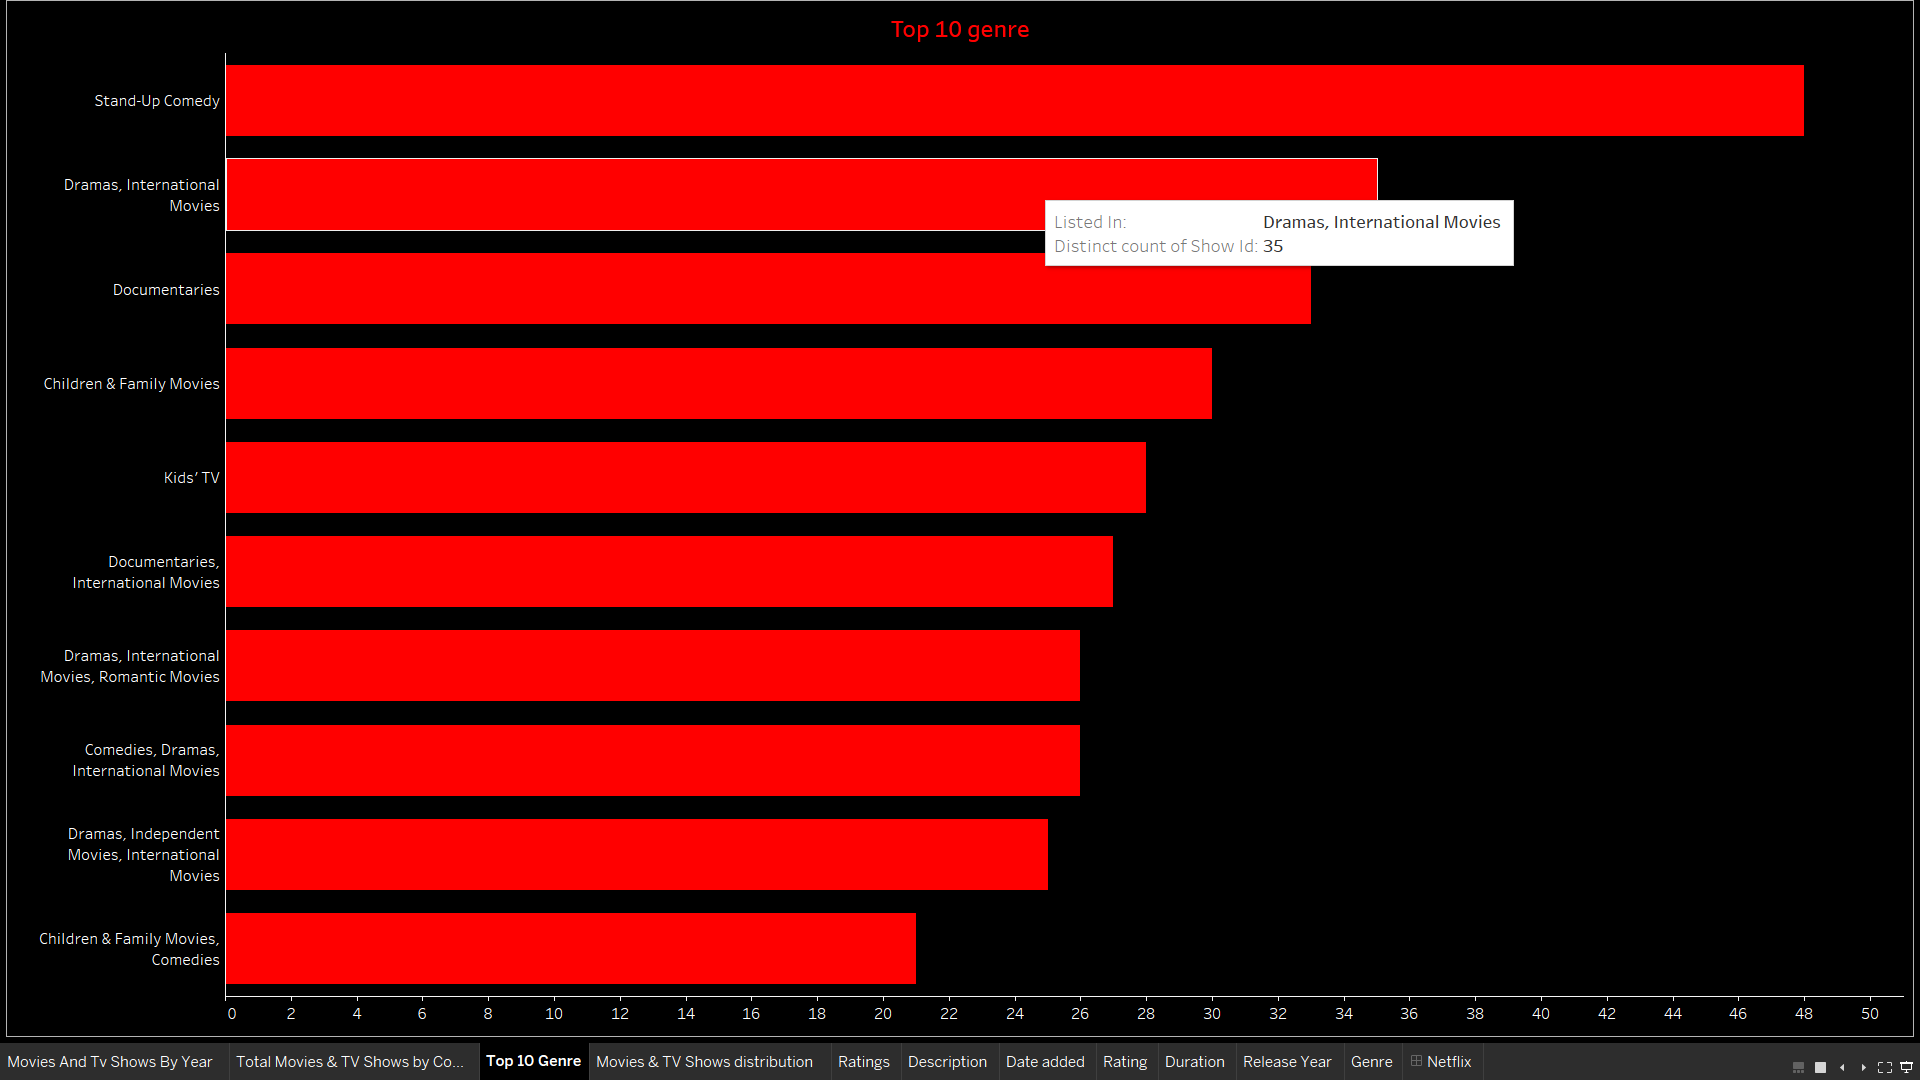 Top 10 genre
Stand-Up Comedy
Dramas, International
Movies
Listed In: Dramas, International Movies
Distinct count of Show Id: 35
Documentaries
Children & Family Movies
Kids’ TV
Documentaries,
International Movies
Dramas, International
Movies, Romantic Movies
Comedies, Dramas,
International Movies
Dramas, Independent
Movies, International
Movies
Children & Family Movies,
Comedies
0 2 4 6 8 10 12 14 16 18 20 22 24 26 28 30 32 34 36 38 40 42 44 46 48 50
Movies And Tv Shows By Year Total Movies & TV Shows by Co... Top 10 Genre Movies & TV Shows distribution Ratings Description Date added Rating Duration Release Year Genre Netflix